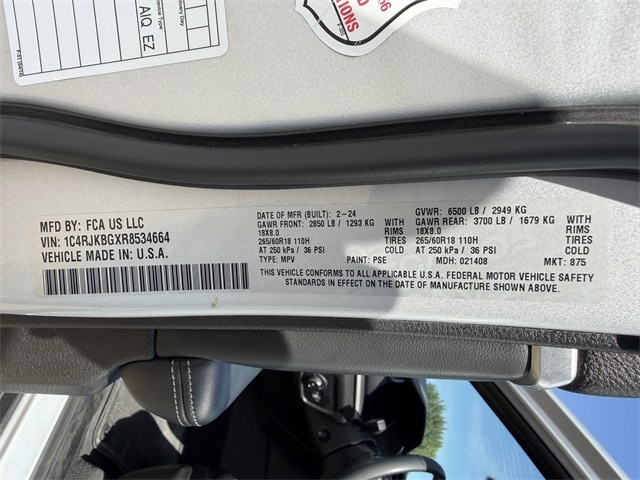 MFD BY: FCA US LLC
VIN: 1C4RJKBGXR8534664
VEHICLE MADE IN: U.S.A.
DATE OF MFR (BUILT): 2-24
GAWR FRONT: 2850 LB / 1293 KG WITH
18X8.0 RIMS
265/60R18 110H TIRES
AT 250 kPa / 36 PSI COLD
TYPE: MPV PAINT: PSE
GVWR: 6500 LB / 2949 KG
GAWR REAR: 3700 LB / 1679 KG WITH
18X8.0 RIMS
265/60R18 110H TIRES
AT 250 kPa / 36 PSI COLD
MDH: 021408 MKT: 875
THIS VEHICLE CONFORMS TO ALL APPLICABLE U.S.A. FEDERAL MOTOR VEHICLE SAFETY
STANDARDS IN EFFECT ON THE DATE OF MANUFACTURE SHOWN ABOVE.
AIQ EZ